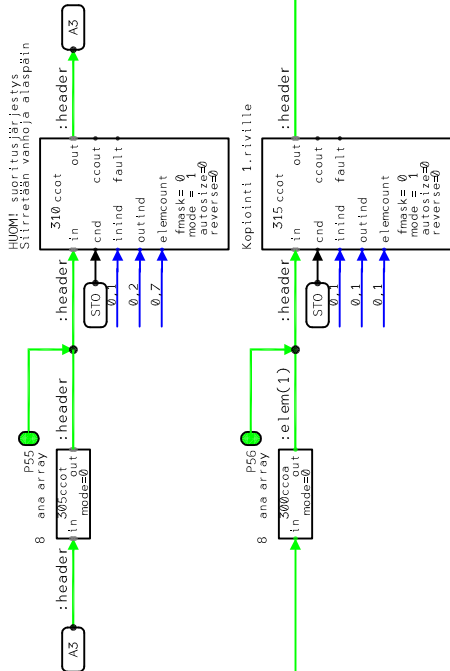 HUOM! suoritusjärjestys
Siirretään vanhoja alaspäin
A3
:header
310 ccot
in
out
cnd
ccout
inind
fault
outind
elemcount
fmask= 0
mode = 1
autosize=0
reverse=0
STO
0,1
0,2
0,7
:header
P55
8 ana array
:header
305ccot
in
out
mode=0
:header
A3
Kopiointi 1.riville
:header
315 ccot
in
out
cnd
ccout
inind
fault
outind
elemcount
fmask= 0
mode = 1
autosize=0
reverse=0
STO
0,1
0,1
0,1
:header
P56
8 ana array
:elem(1)
300ccoa
in
out
mode=0